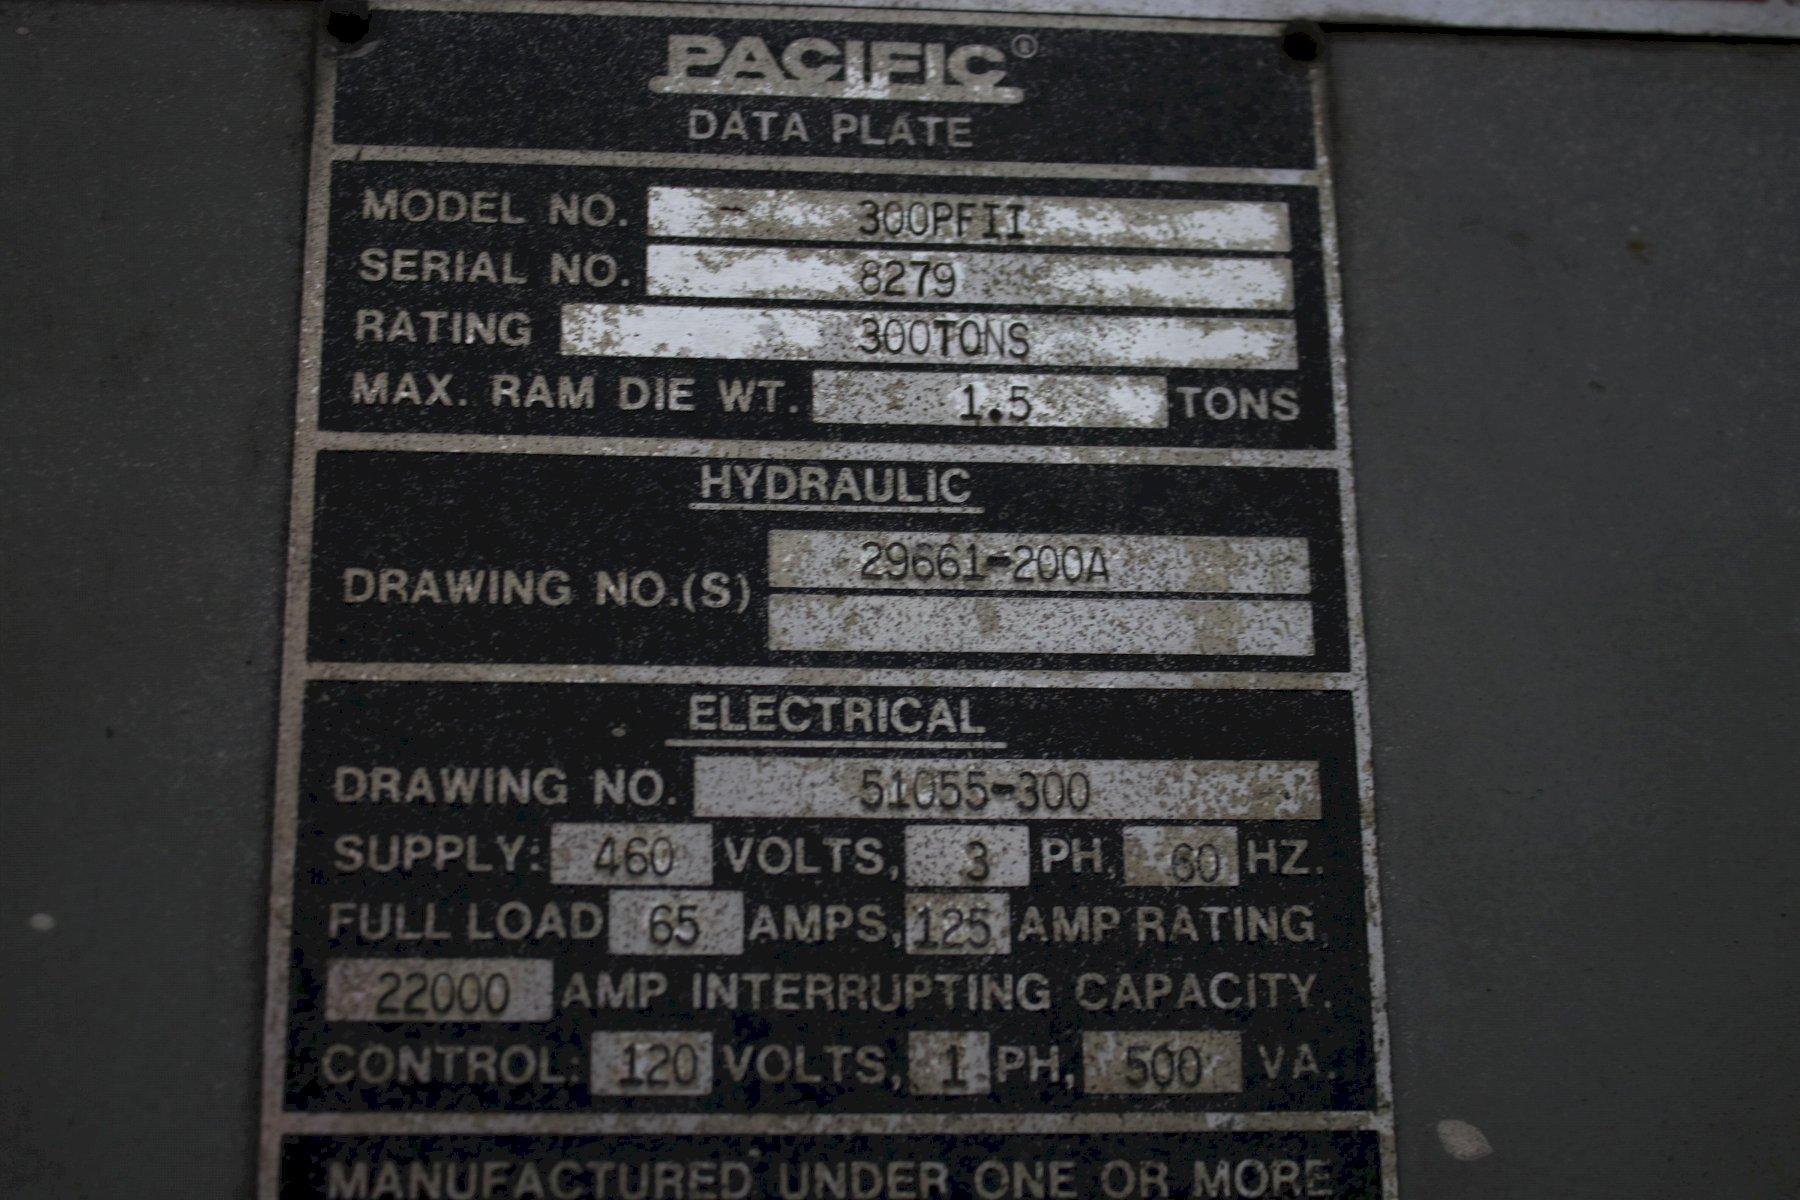 PACIFIC®
DATA PLATE
MODEL NO. - 300PFII
SERIAL NO. 8279
RATING 300TONS
MAX. RAM DIE WT. 1.5 TONS
HYDRAULIC
29661-200A
DRAWING NO.(S)
ELECTRICAL
DRAWING NO. 51055-300
SUPPLY: 460 VOLTS, 3 PH, 60 HZ.
FULL LOAD 65 AMPS, 125 AMP RATING
22000 AMP INTERRUPTING CAPACITY.
CONTROL: 120 VOLTS, 1 PH, 500 VA.
MANUFACTURED UNDER ONE OR MORE